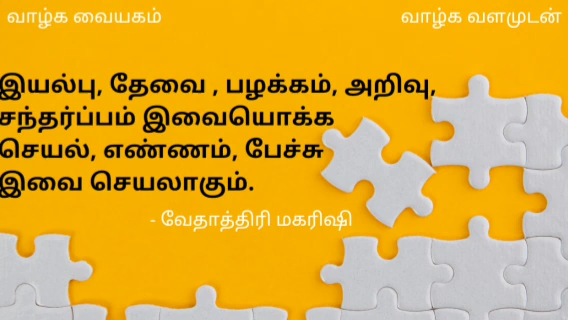 வாழ்க வையகம்
வாழ்க வளமுடன்
இயல்பு, தேவை , பழக்கம், அறிவு,
சந்தர்ப்பம் இவையொக்க
செயல், எண்ணம், பேச்சு
இவை செயலாகும்.
- வேதாத்திரி மகரிஷி